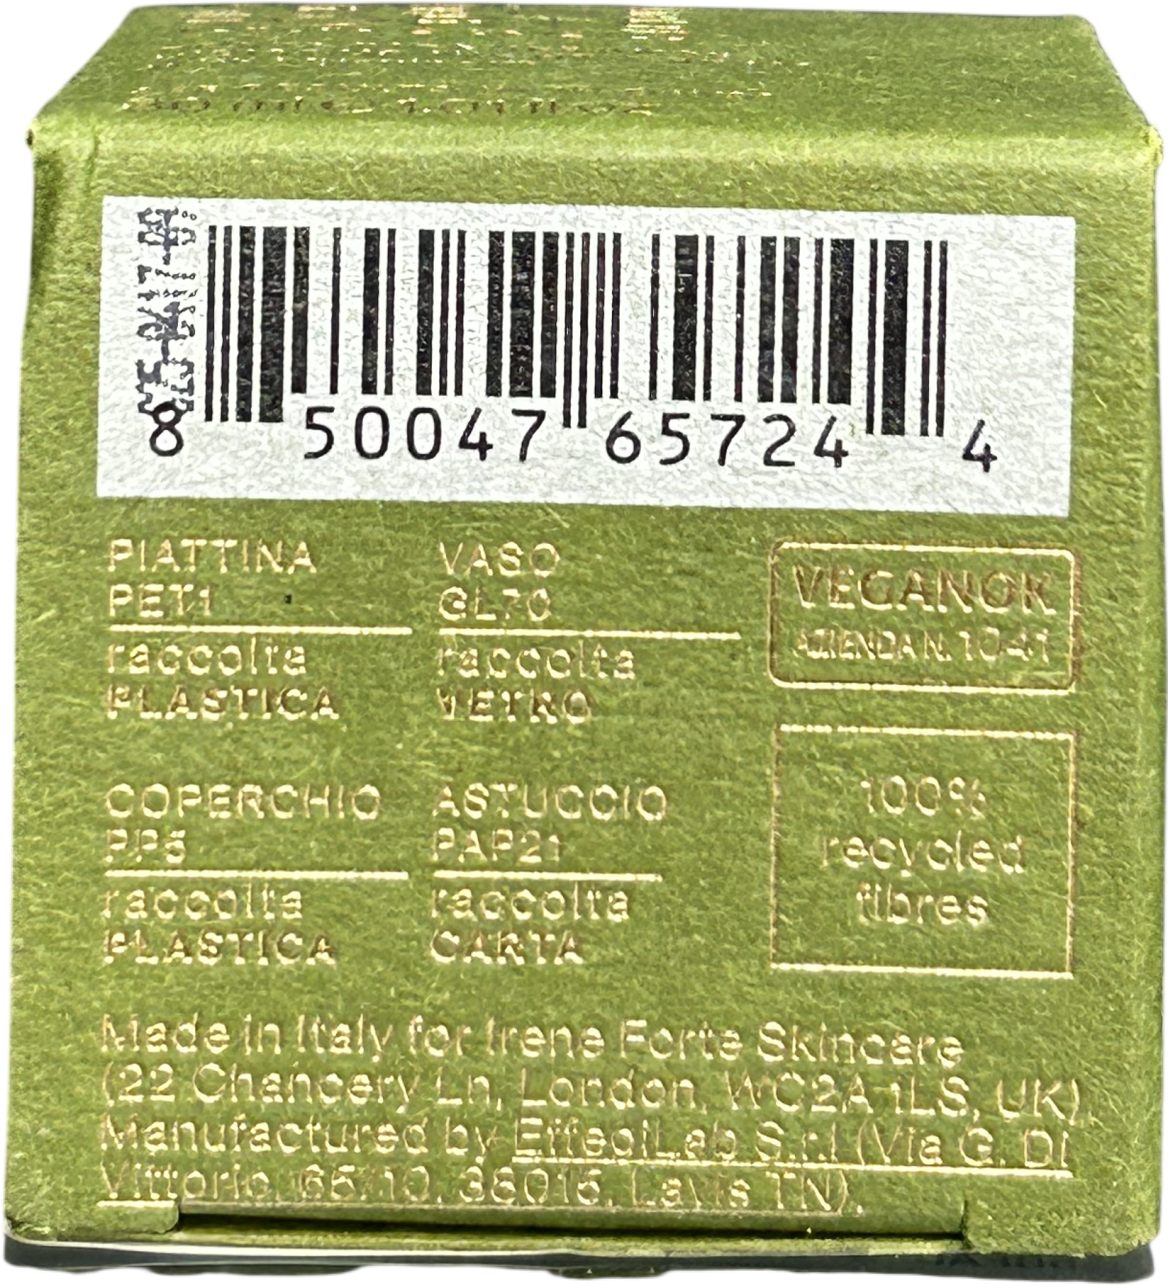 8 50047 65724 4
PIATTINA
PET1
raccolta
PLASTICA
VASO
GL70
raccolta
VETRO
VEGANOK
AZIENDA N. 1041
COPERCHIO
PP5
raccolta
PLASTICA
ASTUCCIO
PAP21
raccolta
CARTA
100%
recycled
fibres
Made in Italy for Irene Forte Skincare
(22 Chancery Ln, London, WC2A 1LS, UK)
Manufactured by EffegiLab S.r.l (Via G. Di
Vittorio, 65/10, 38015, Lavis TN).